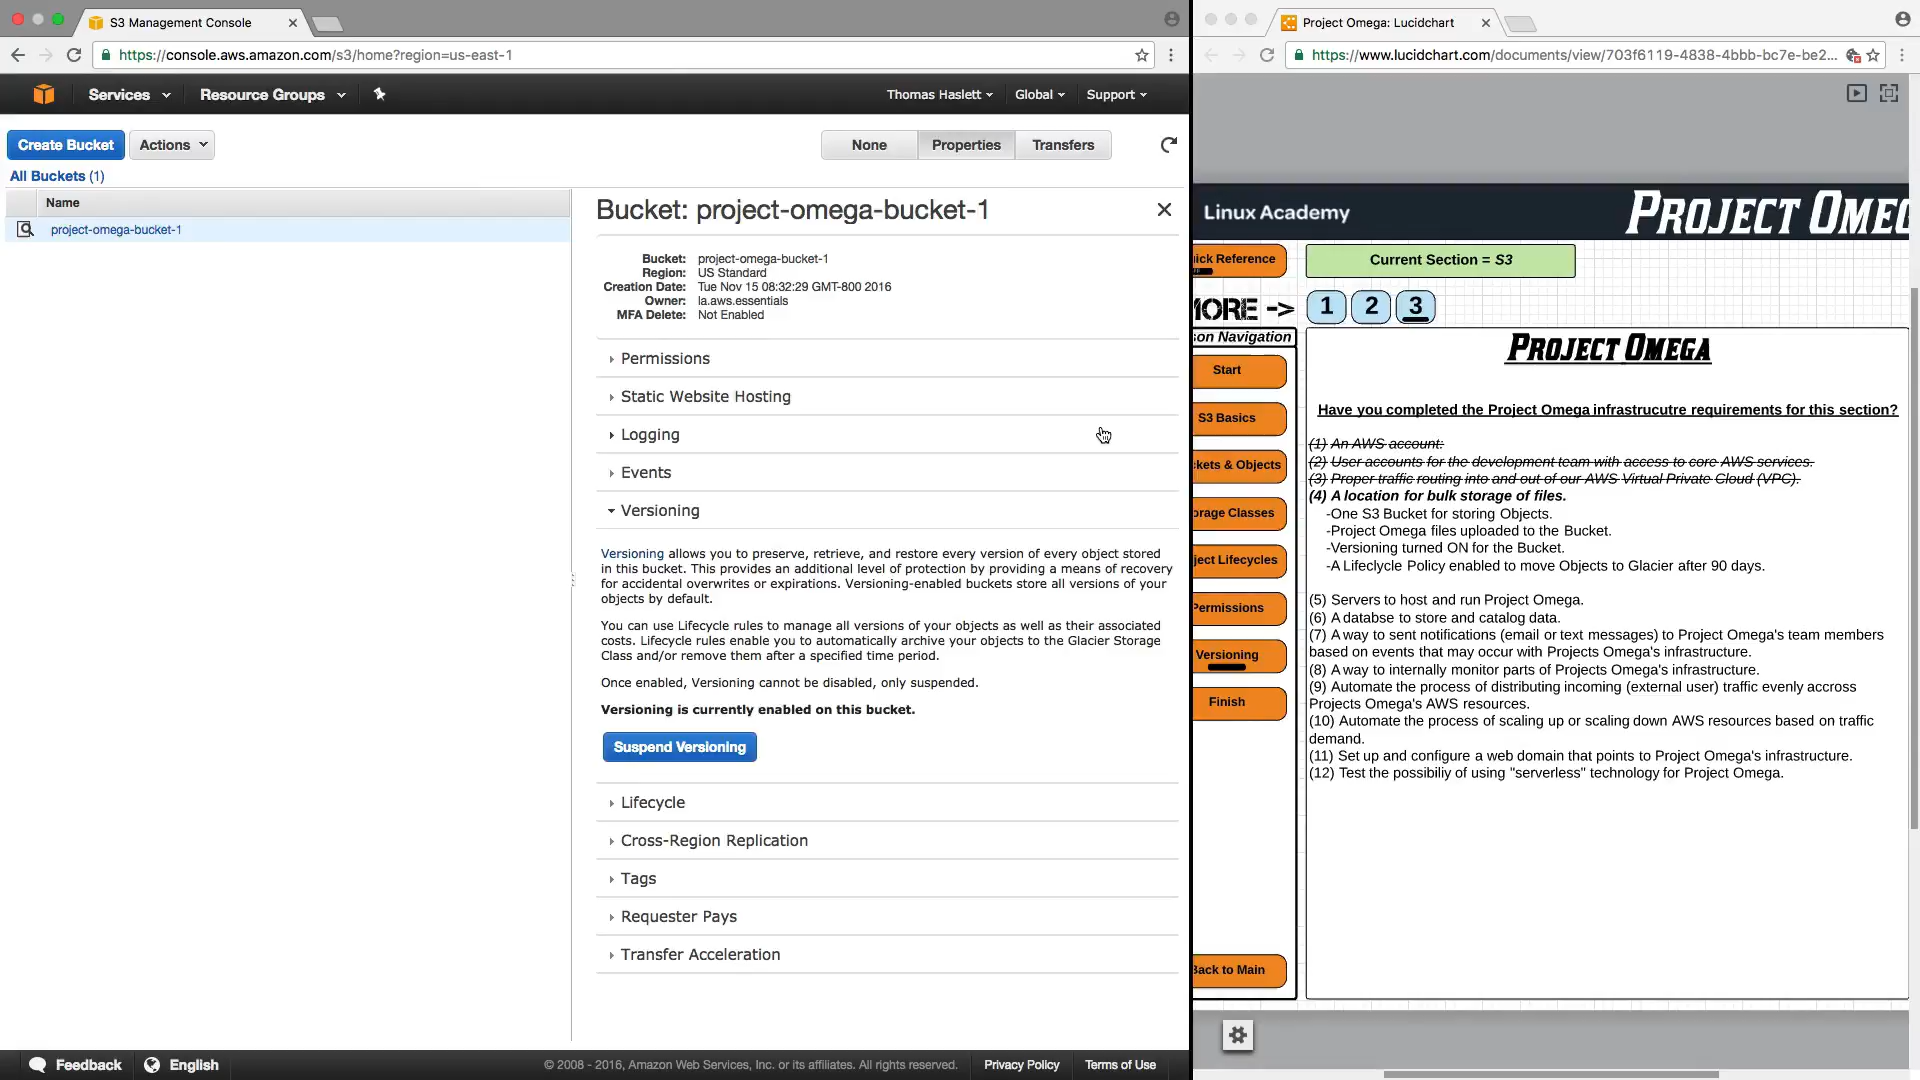 S3 Management Console
https://console.aws.amazon.com/s3/home?region=us-east-1
Services
Resource Groups
Thomas Haslett
Global
Support
Create Bucket
Actions
None
Properties
Transfers
All Buckets (1)
Name
project-omega-bucket-1
Bucket: project-omega-bucket-1
Bucket: project-omega-bucket-1
Region: US Standard
Creation Date: Tue Nov 15 08:32:29 GMT-800 2016
Owner: la.aws.essentials
MFA Delete: Not Enabled
Permissions
Static Website Hosting
Logging
Events
Versioning
Versioning allows you to preserve, retrieve, and restore every version of every object stored
in this bucket. This provides an additional level of protection by providing a means of recovery
for accidental overwrites or expirations. Versioning-enabled buckets store all versions of your
objects by default.
You can use Lifecycle rules to manage all versions of your objects as well as their associated
costs. Lifecycle rules enable you to automatically archive your objects to the Glacier Storage
Class and/or remove them after a specified time period.
Once enabled, Versioning cannot be disabled, only suspended.
Versioning is currently enabled on this bucket.
Suspend Versioning
Lifecycle
Cross-Region Replication
Tags
Requester Pays
Transfer Acceleration
Feedback
English
© 2008 - 2016, Amazon Web Services, Inc. or its affiliates. All rights reserved.
Privacy Policy
Terms of Use
Project Omega: Lucidchart
https://www.lucidchart.com/documents/view/703f6119-4838-4bbb-bc7e-be2...
Linux Academy
PROJECT OMEG
ick Reference
Current Section = S3
MORE ->
1
2
3
son Navigation
Start
S3 Basics
kets & Objects
orage Classes
ject Lifecycles
Permissions
Versioning
Finish
Back to Main
PROJECT OMEGA
Have you completed the Project Omega infrastrucutre requirements for this section?
(1) An AWS account:
(2) User accounts for the development team with access to core AWS services.
(3) Proper traffic routing into and out of our AWS Virtual Private Cloud (VPC).
(4) A location for bulk storage of files.
-One S3 Bucket for storing Objects.
-Project Omega files uploaded to the Bucket.
-Versioning turned ON for the Bucket.
-A Lifeclycle Policy enabled to move Objects to Glacier after 90 days.
(5) Servers to host and run Project Omega.
(6) A databse to store and catalog data.
(7) A way to sent notifications (email or text messages) to Project Omega's team members
based on events that may occur with Projects Omega's infrastructure.
(8) A way to internally monitor parts of Projects Omega's infrastructure.
(9) Automate the process of distributing incoming (external user) traffic evenly accross
Projects Omega's AWS resources.
(10) Automate the process of scaling up or scaling down AWS resources based on traffic
demand.
(11) Set up and configure a web domain that points to Project Omega's infrastructure.
(12) Test the possibiliy of using "serverless" technology for Project Omega.